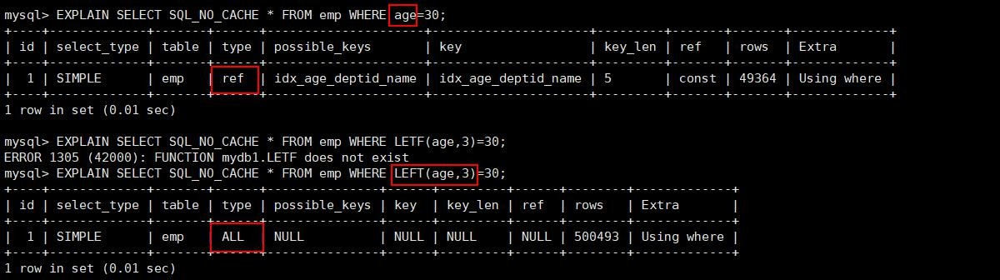 mysql> EXPLAIN SELECT SQL_NO_CACHE * FROM emp WHERE age=30;
+----+-------------+-------+------+----------------------+----------------------+---------+-------+-------+-------------+
| id | select_type | table | type | possible_keys        | key                  | key_len | ref   | rows  | Extra       |
+----+-------------+-------+------+----------------------+----------------------+---------+-------+-------+-------------+
|  1 | SIMPLE      | emp   | ref  | idx_age_deptid_name | idx_age_deptid_name | 5       | const | 49364 | Using where |
+----+-------------+-------+------+----------------------+----------------------+---------+-------+-------+-------------+
1 row in set (0.01 sec)
mysql> EXPLAIN SELECT SQL_NO_CACHE * FROM emp WHERE LETF(age,3)=30;
ERROR 1305 (42000): FUNCTION mydb1.LETF does not exist
mysql> EXPLAIN SELECT SQL_NO_CACHE * FROM emp WHERE LEFT(age,3)=30;
+----+-------------+-------+------+---------------+------+---------+------+--------+-------------+
| id | select_type | table | type | possible_keys | key  | key_len | ref  | rows   | Extra       |
+----+-------------+-------+------+---------------+------+---------+------+--------+-------------+
|  1 | SIMPLE      | emp   | ALL  | NULL          | NULL | NULL    | NULL | 500493 | Using where |
+----+-------------+-------+------+---------------+------+---------+------+--------+-------------+
1 row in set (0.01 sec)